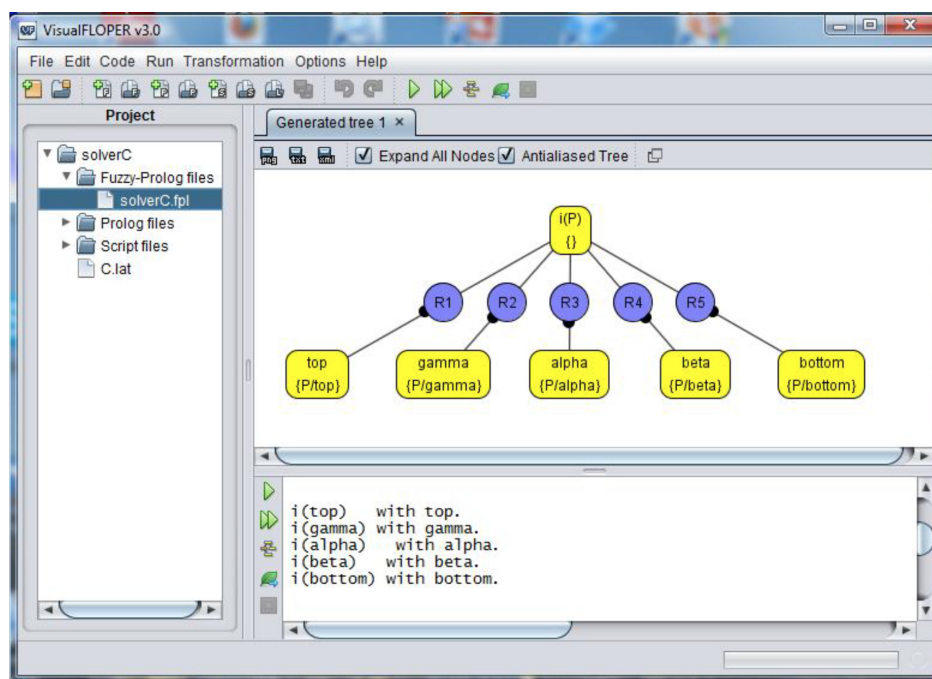 VisualFLOPER v3.0
File Edit Code Run Transformation Options Help
Project
Generated tree 1 ×
png txt xml Expand All Nodes Antialiased Tree
solverC
Fuzzy-Prolog files
solverC.fpl
Prolog files
Script files
C.lat
i(P)
{}
R1 R2 R3 R4 R5
top gamma alpha beta bottom
{P/top} {P/gamma} {P/alpha} {P/beta} {P/bottom}
i(top) with top.
i(gamma) with gamma.
i(alpha) with alpha.
i(beta) with beta.
i(bottom) with bottom.